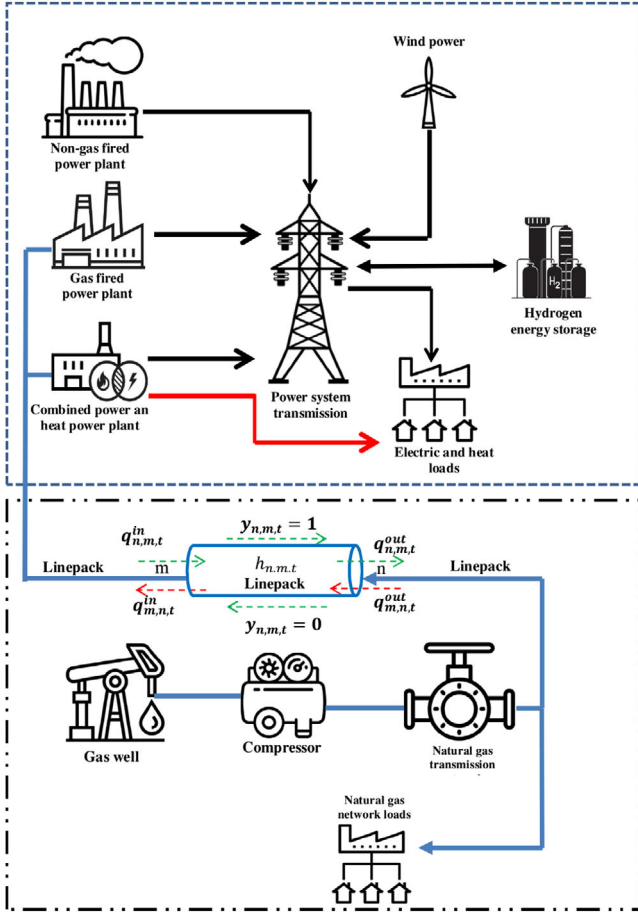 Wind power
Non-gas fired
power plant
Gas fired
power plant
H2
Hydrogen
energy storage
Combined power an
heat power plant
Power system
transmission
Electric and heat
loads
q^{in}_{n,m,t}
y_{n,m,t} = 1
q^{out}_{n,m,t}
Linepack
m
h_{n.m.t}
n
Linepack
Linepack
q^{in}_{m,n,t}
q^{out}_{m,n,t}
y_{n,m,t} = 0
Gas well
Compressor
Natural gas
transmission
Natural gas
network loads